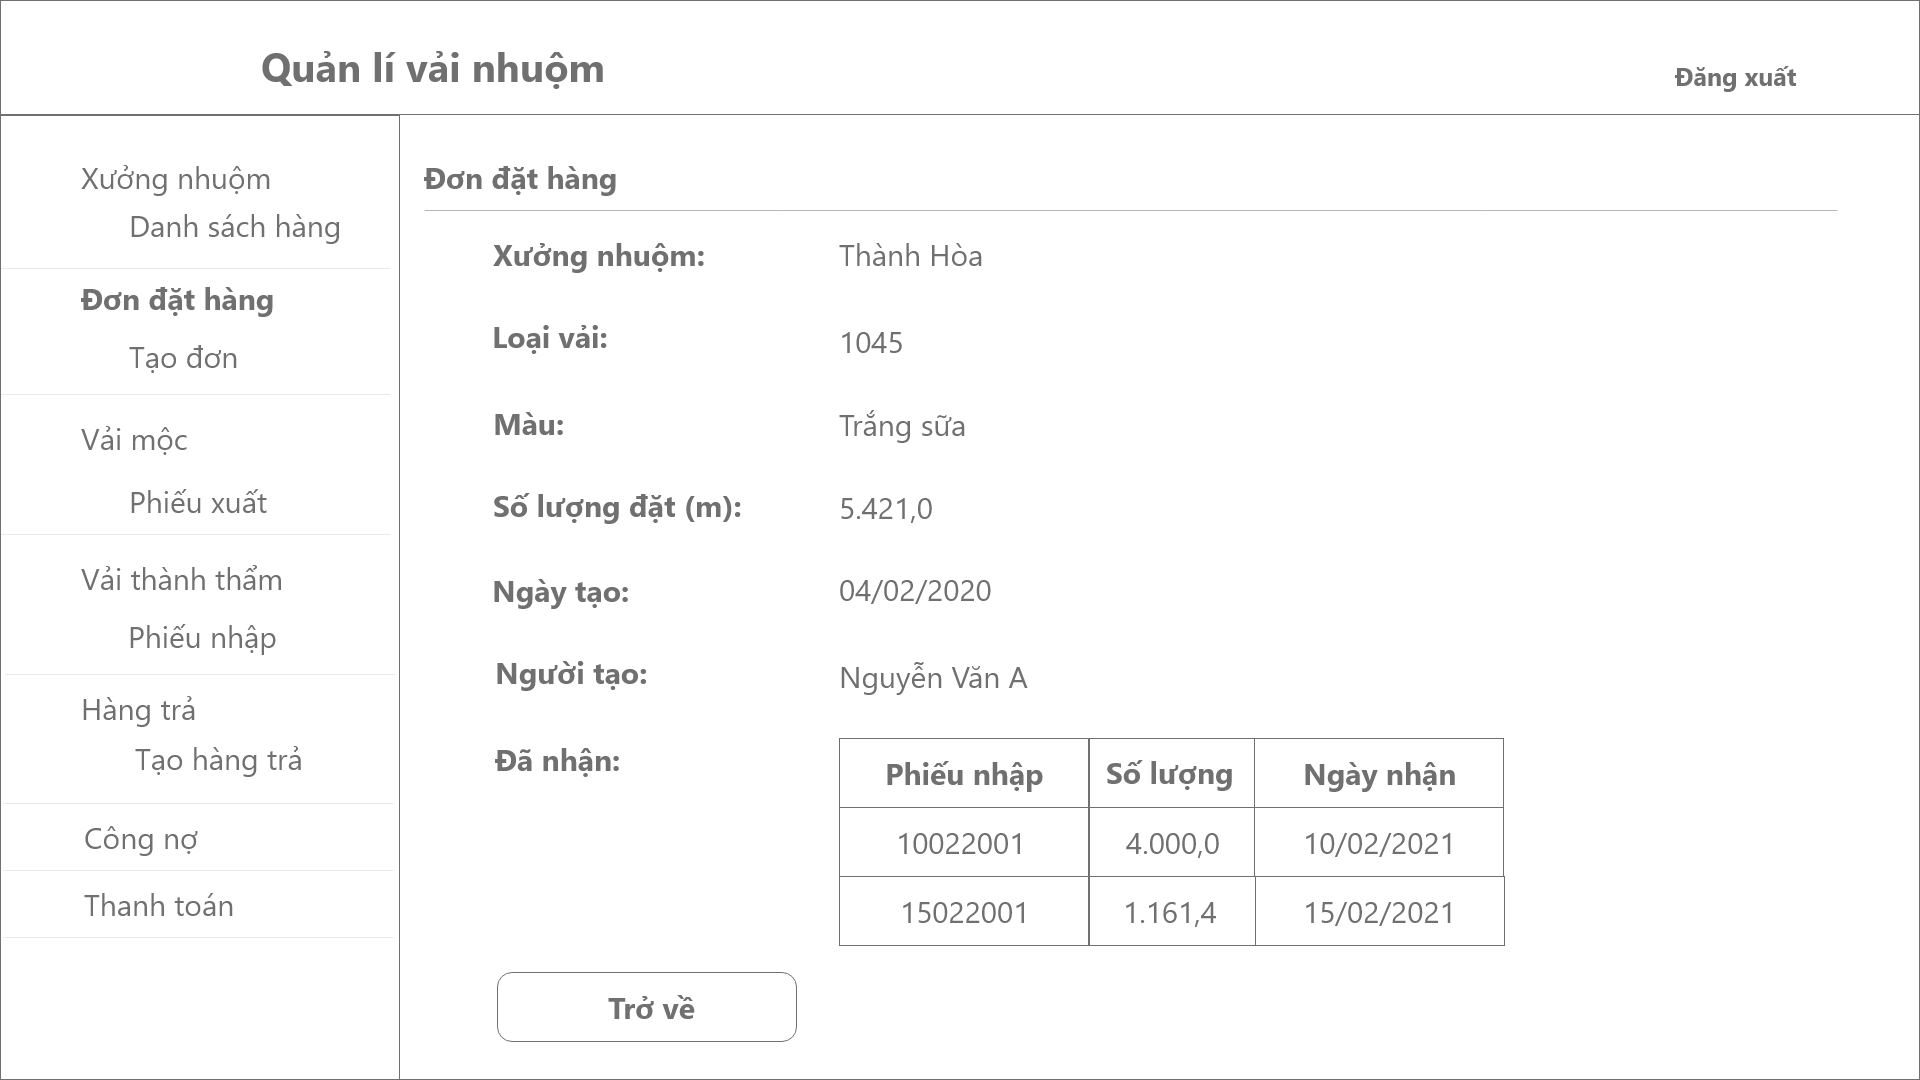 Quản lí vải nhuộm
Đăng xuất
Xưởng nhuộm
Danh sách hàng
Đơn đặt hàng
Tạo đơn
Vải mộc
Phiếu xuất
Vải thành thẩm
Phiếu nhập
Hàng trả
Tạo hàng trả
Công nợ
Thanh toán
Đơn đặt hàng
Xưởng nhuộm: Thành Hòa
Loại vải: 1045
Màu: Trắng sữa
Số lượng đặt (m): 5.421,0
Ngày tạo: 04/02/2020
Người tạo: Nguyễn Văn A
Đã nhận:
Phiếu nhập Số lượng Ngày nhận
10022001 4.000,0 10/02/2021
15022001 1.161,4 15/02/2021
Trở về